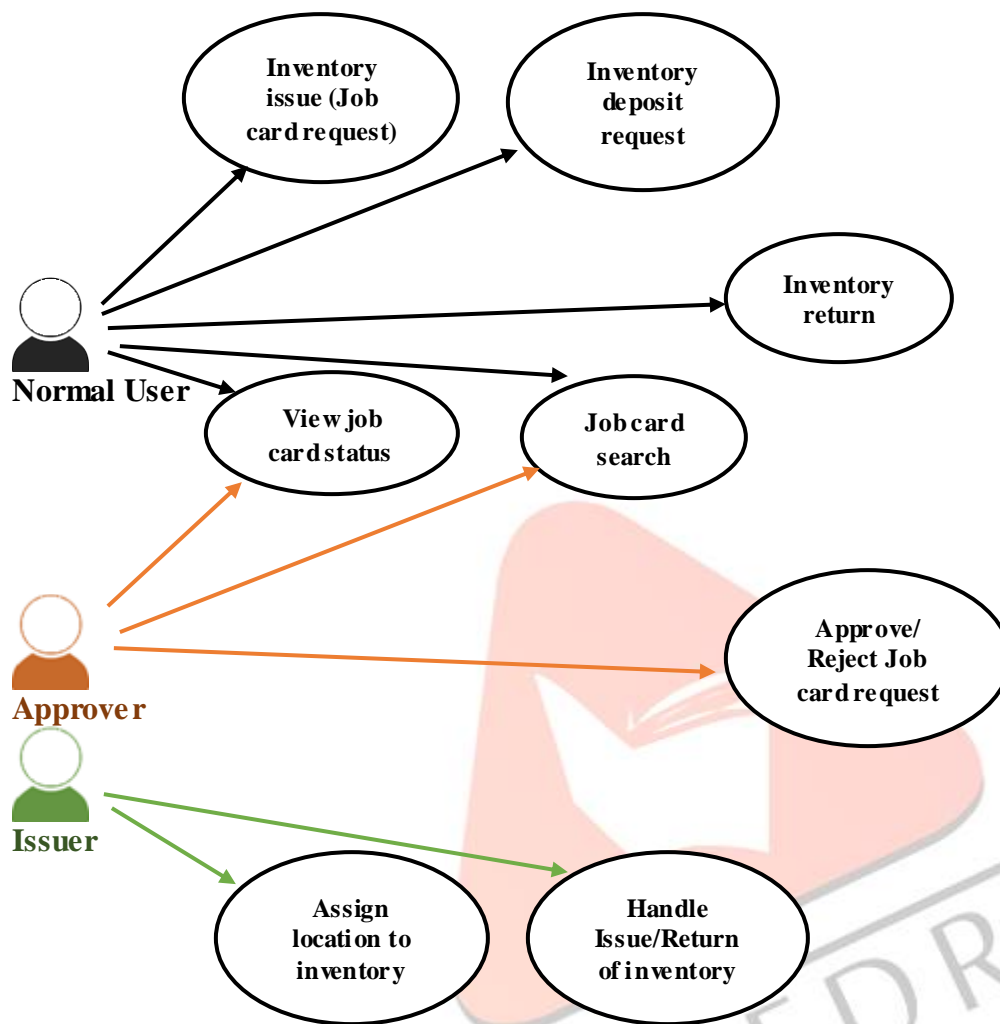 Inventory
issue (Job
card request)
Inventory
deposit
request
Inventory
return
Normal User
View job
card status
Job card
search
Approve/
Reject Job
card request
Approver
Issuer
Assign
location to
inventory
Handle
Issue/Return
of inventory